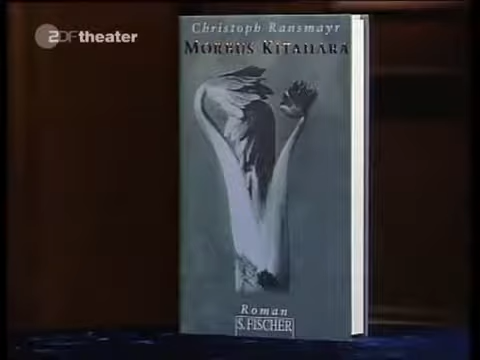 ZDFtheater
Christoph Ransmayr
MORBUS KITAHARA
Roman
S. FISCHER